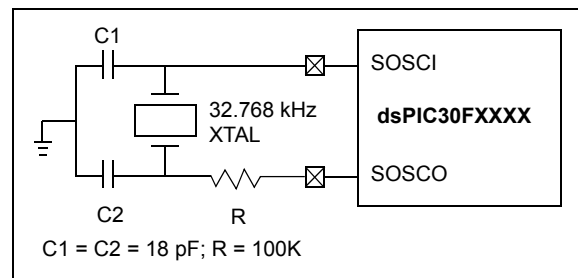 C1
SOSCI
32.768 kHz
XTAL
dsPIC30FXXXX
SOSCO
C2
R
C1 = C2 = 18 pF; R = 100K